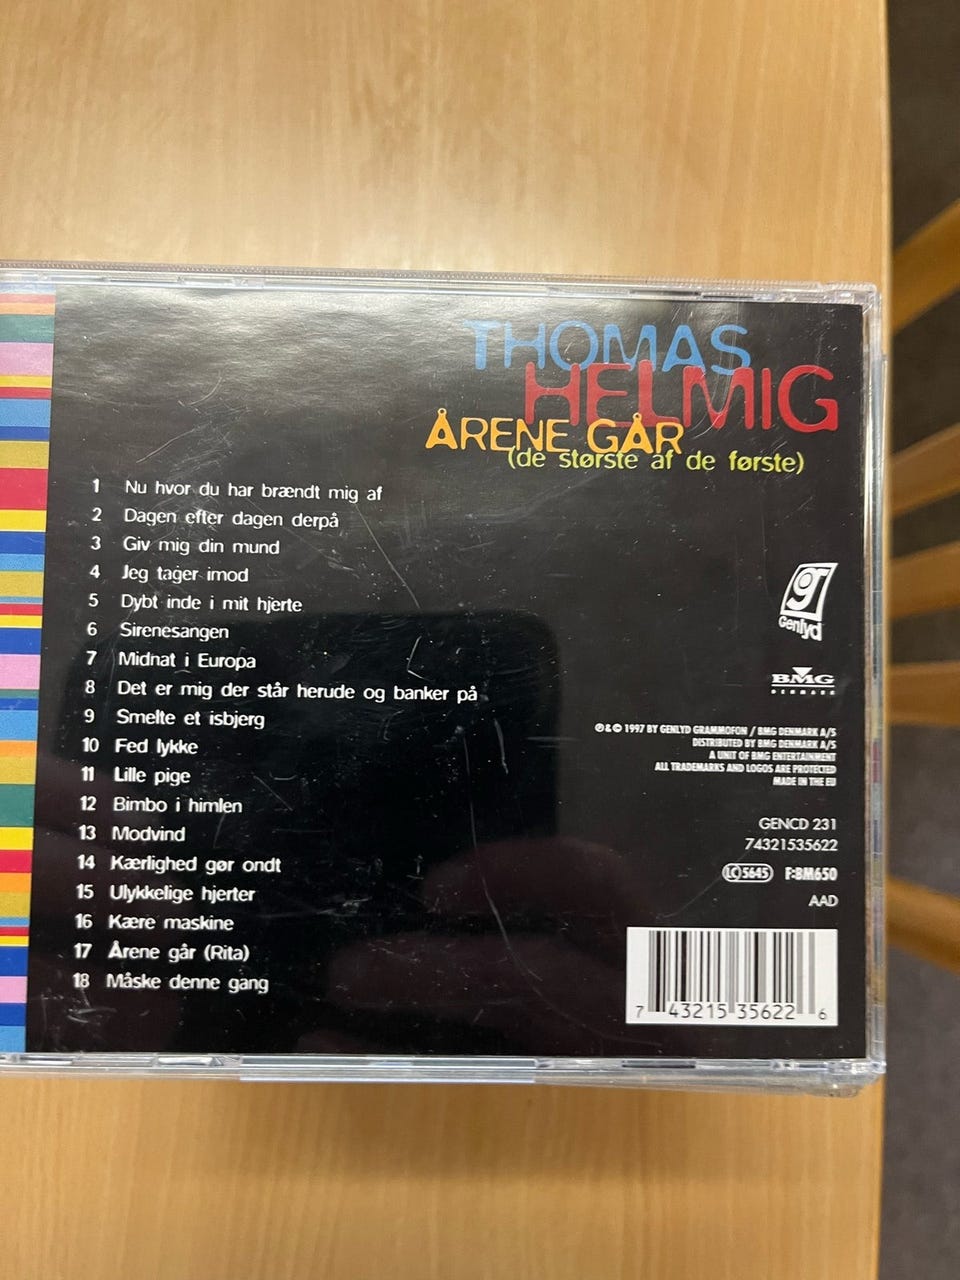 THOMAS
HELMIG
ÅRENE GÅR
(de største af de første)
1 Nu hvor du har brændt mig af
2 Dagen efter dagen derpå
3 Giv mig din mund
4 Jeg tager imod
5 Dybt inde i mit hjerte
6 Sirenesangen
7 Midnat i Europa
8 Det er mig der står herude og banker på
9 Smelte et isbjerg
10 Fed lykke
11 Lille pige
12 Bimbo i himlen
13 Modvind
14 Kærlighed gør ondt
15 Ulykkelige hjerter
16 Kære maskine
17 Årene går (Rita)
18 Måske denne gang
g
Genlyd
BMG
DENMARK
℗ & © 1997 BY GENLYD GRAMMOFON / BMG DENMARK A/S
DISTRIBUTED BY BMG DENMARK A/S
A UNIT OF BMG ENTERTAINMENT
ALL TRADEMARKS AND LOGOS ARE PROTECTED
MADE IN THE EU
GENCD 231
74321535622
LC 5645 F:BM650
AAD
7 43215 35622 6